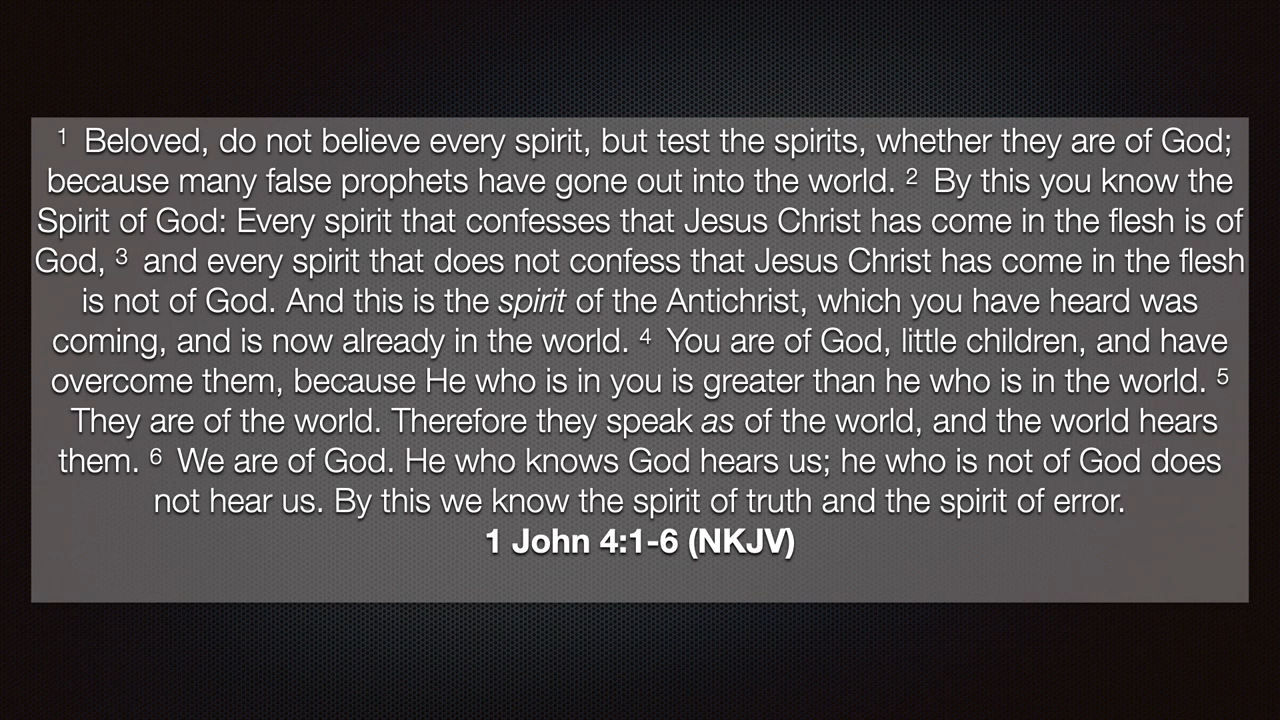 1 Beloved, do not believe every spirit, but test the spirits, whether they are of God;
because many false prophets have gone out into the world. 2 By this you know the
Spirit of God: Every spirit that confesses that Jesus Christ has come in the flesh is of
God, 3 and every spirit that does not confess that Jesus Christ has come in the flesh
is not of God. And this is the spirit of the Antichrist, which you have heard was
coming, and is now already in the world. 4 You are of God, little children, and have
overcome them, because He who is in you is greater than he who is in the world. 5
They are of the world. Therefore they speak as of the world, and the world hears
them. 6 We are of God. He who knows God hears us; he who is not of God does
not hear us. By this we know the spirit of truth and the spirit of error.
1 John 4:1-6 (NKJV)